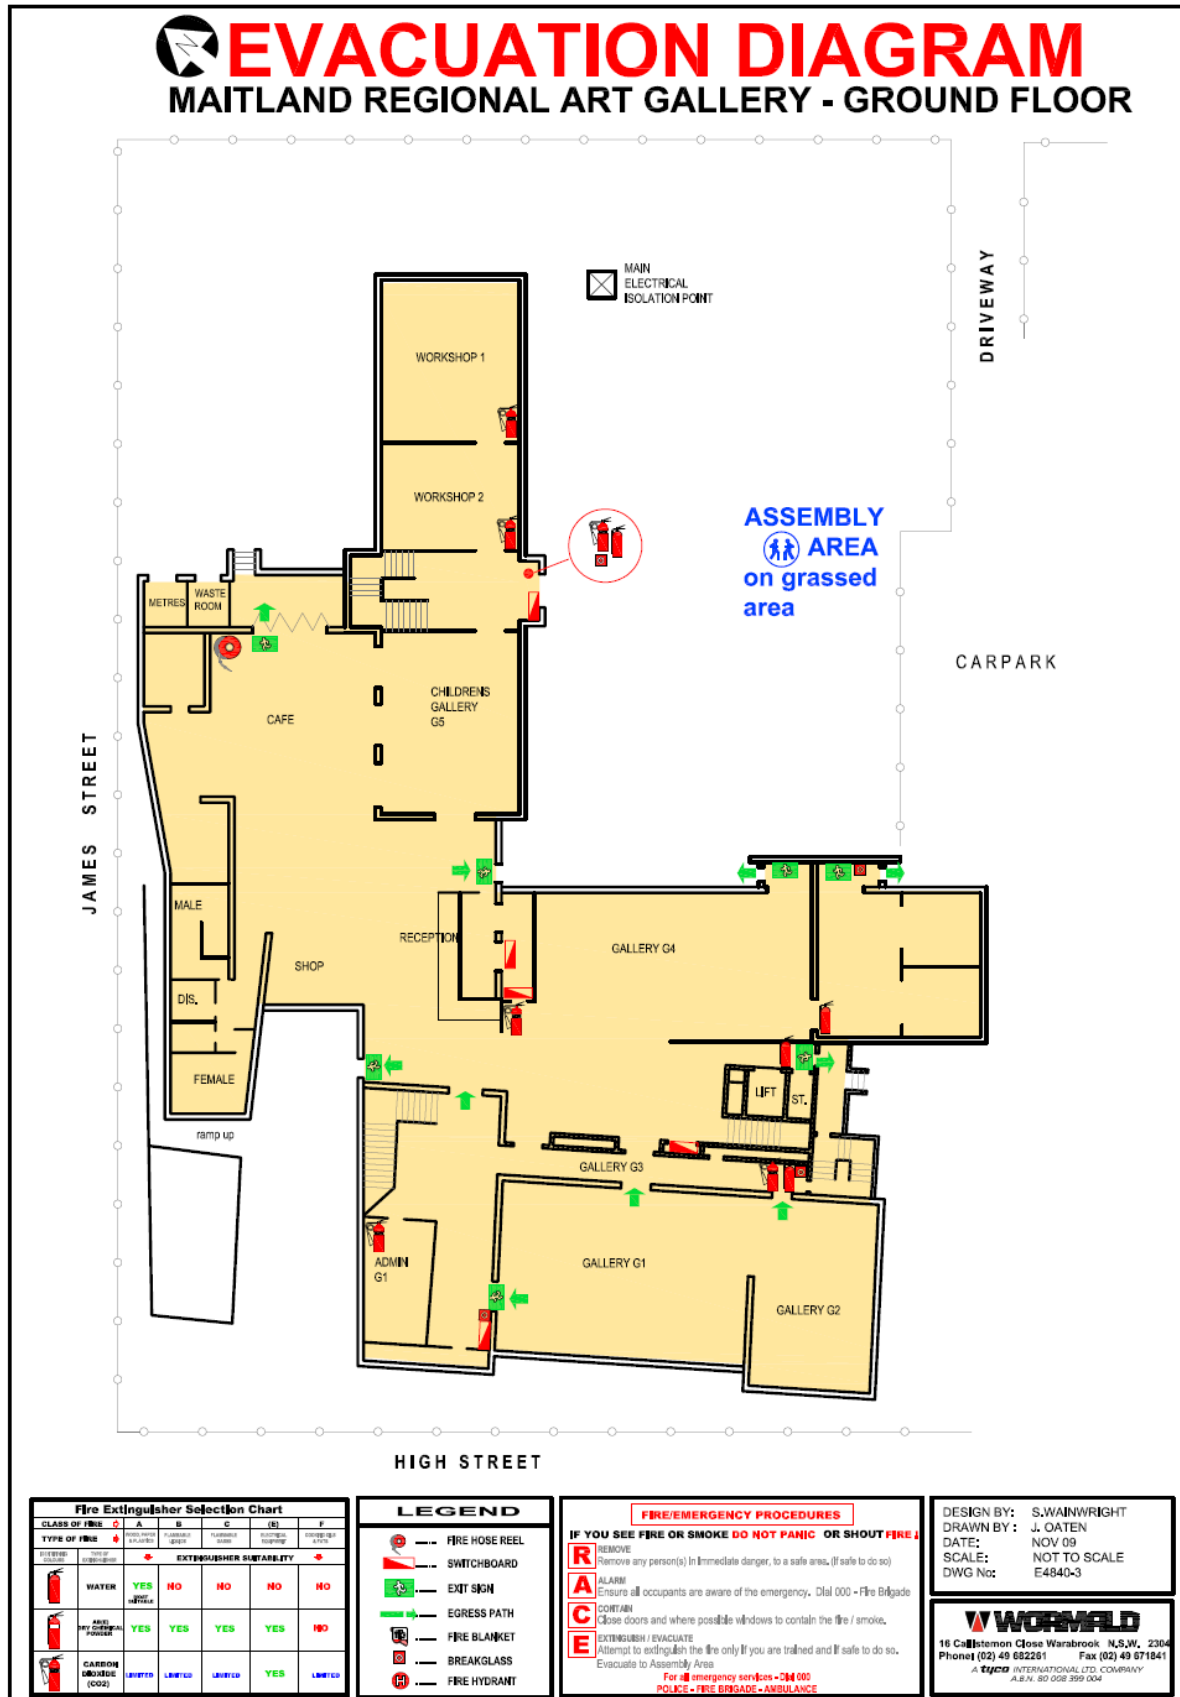 EVACUATION DIAGRAM
MAITLAND REGIONAL ART GALLERY - GROUND FLOOR
MAIN
ELECTRICAL
ISOLATION POINT
DRIVEWAY
WORKSHOP 1
WORKSHOP 2
ASSEMBLY
AREA
on grassed
area
METRES
WASTE
ROOM
CARPARK
CHILDRENS
GALLERY
G5
CAFE
JAMES STREET
MALE
RECEPTION
GALLERY G4
SHOP
DIS.
FEMALE
LIFT
ST.
ramp up
GALLERY G3
ADMIN
G1
GALLERY G1
GALLERY G2
HIGH STREET
Fire Extinguisher Selection Chart
CLASS OF FIRE A B C (E) F
TYPE OF FIRE
EXTINGUISHER SUITABILITY
WATER YES NO NO NO NO
MOST SUITABLE
AB(E) DRY CHEMICAL POWDER YES YES YES YES NO
CARBON DIOXIDE (CO2) LIMITED LIMITED LIMITED YES LIMITED
LEGEND
FIRE HOSE REEL
SWITCHBOARD
EXIT SIGN
EGRESS PATH
FIRE BLANKET
BREAKGLASS
H FIRE HYDRANT
FIRE/EMERGENCY PROCEDURES
IF YOU SEE FIRE OR SMOKE DO NOT PANIC OR SHOUT FIRE!
R REMOVE
Remove any person(s) in immediate danger, to a safe area. (If safe to do so)
A ALARM
Ensure all occupants are aware of the emergency. Dial 000 - Fire Brigade
C CONTAIN
Close doors and where possible windows to contain the fire / smoke.
E EXTINGUISH / EVACUATE
Attempt to extinguish the fire only if you are trained and if safe to do so.
Evacuate to Assembly Area
For all emergency services - Dial 000
POLICE - FIRE BRIGADE - AMBULANCE
DESIGN BY: S.WAINWRIGHT
DRAWN BY: J. OATEN
DATE: NOV 09
SCALE: NOT TO SCALE
DWG No: E4840-3
WORMALD
16 Callistemon Close Warabrook N.S.W. 2304
Phone: (02) 49 682261 Fax (02) 49 671841
A tyco INTERNATIONAL LTD. COMPANY
A.B.N. 80 008 399 004